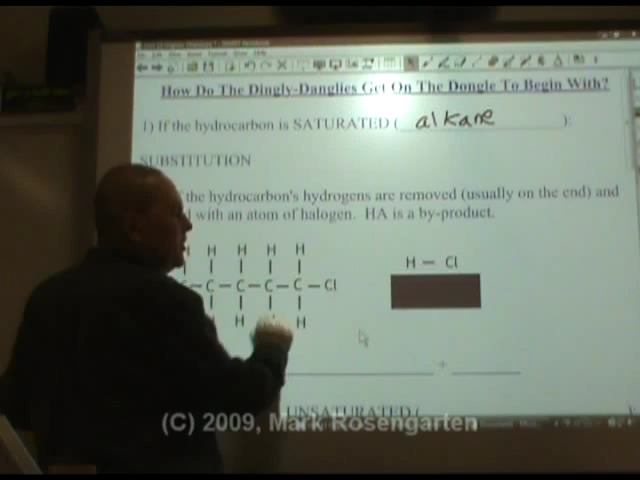 How Do The Dingly-Danglies Get On The Dongle To Begin With?
1) If the hydrocarbon is SATURATED ( alkane ):
SUBSTITUTION
the hydrocarbon's hydrogens are removed (usually on the end) and
with an atom of halogen. HA is a by-product.
H H H H H
C – C – C – C – Cl
H H
H – Cl
+
UNSATURATED (
(C) 2009, Mark Rosengarten